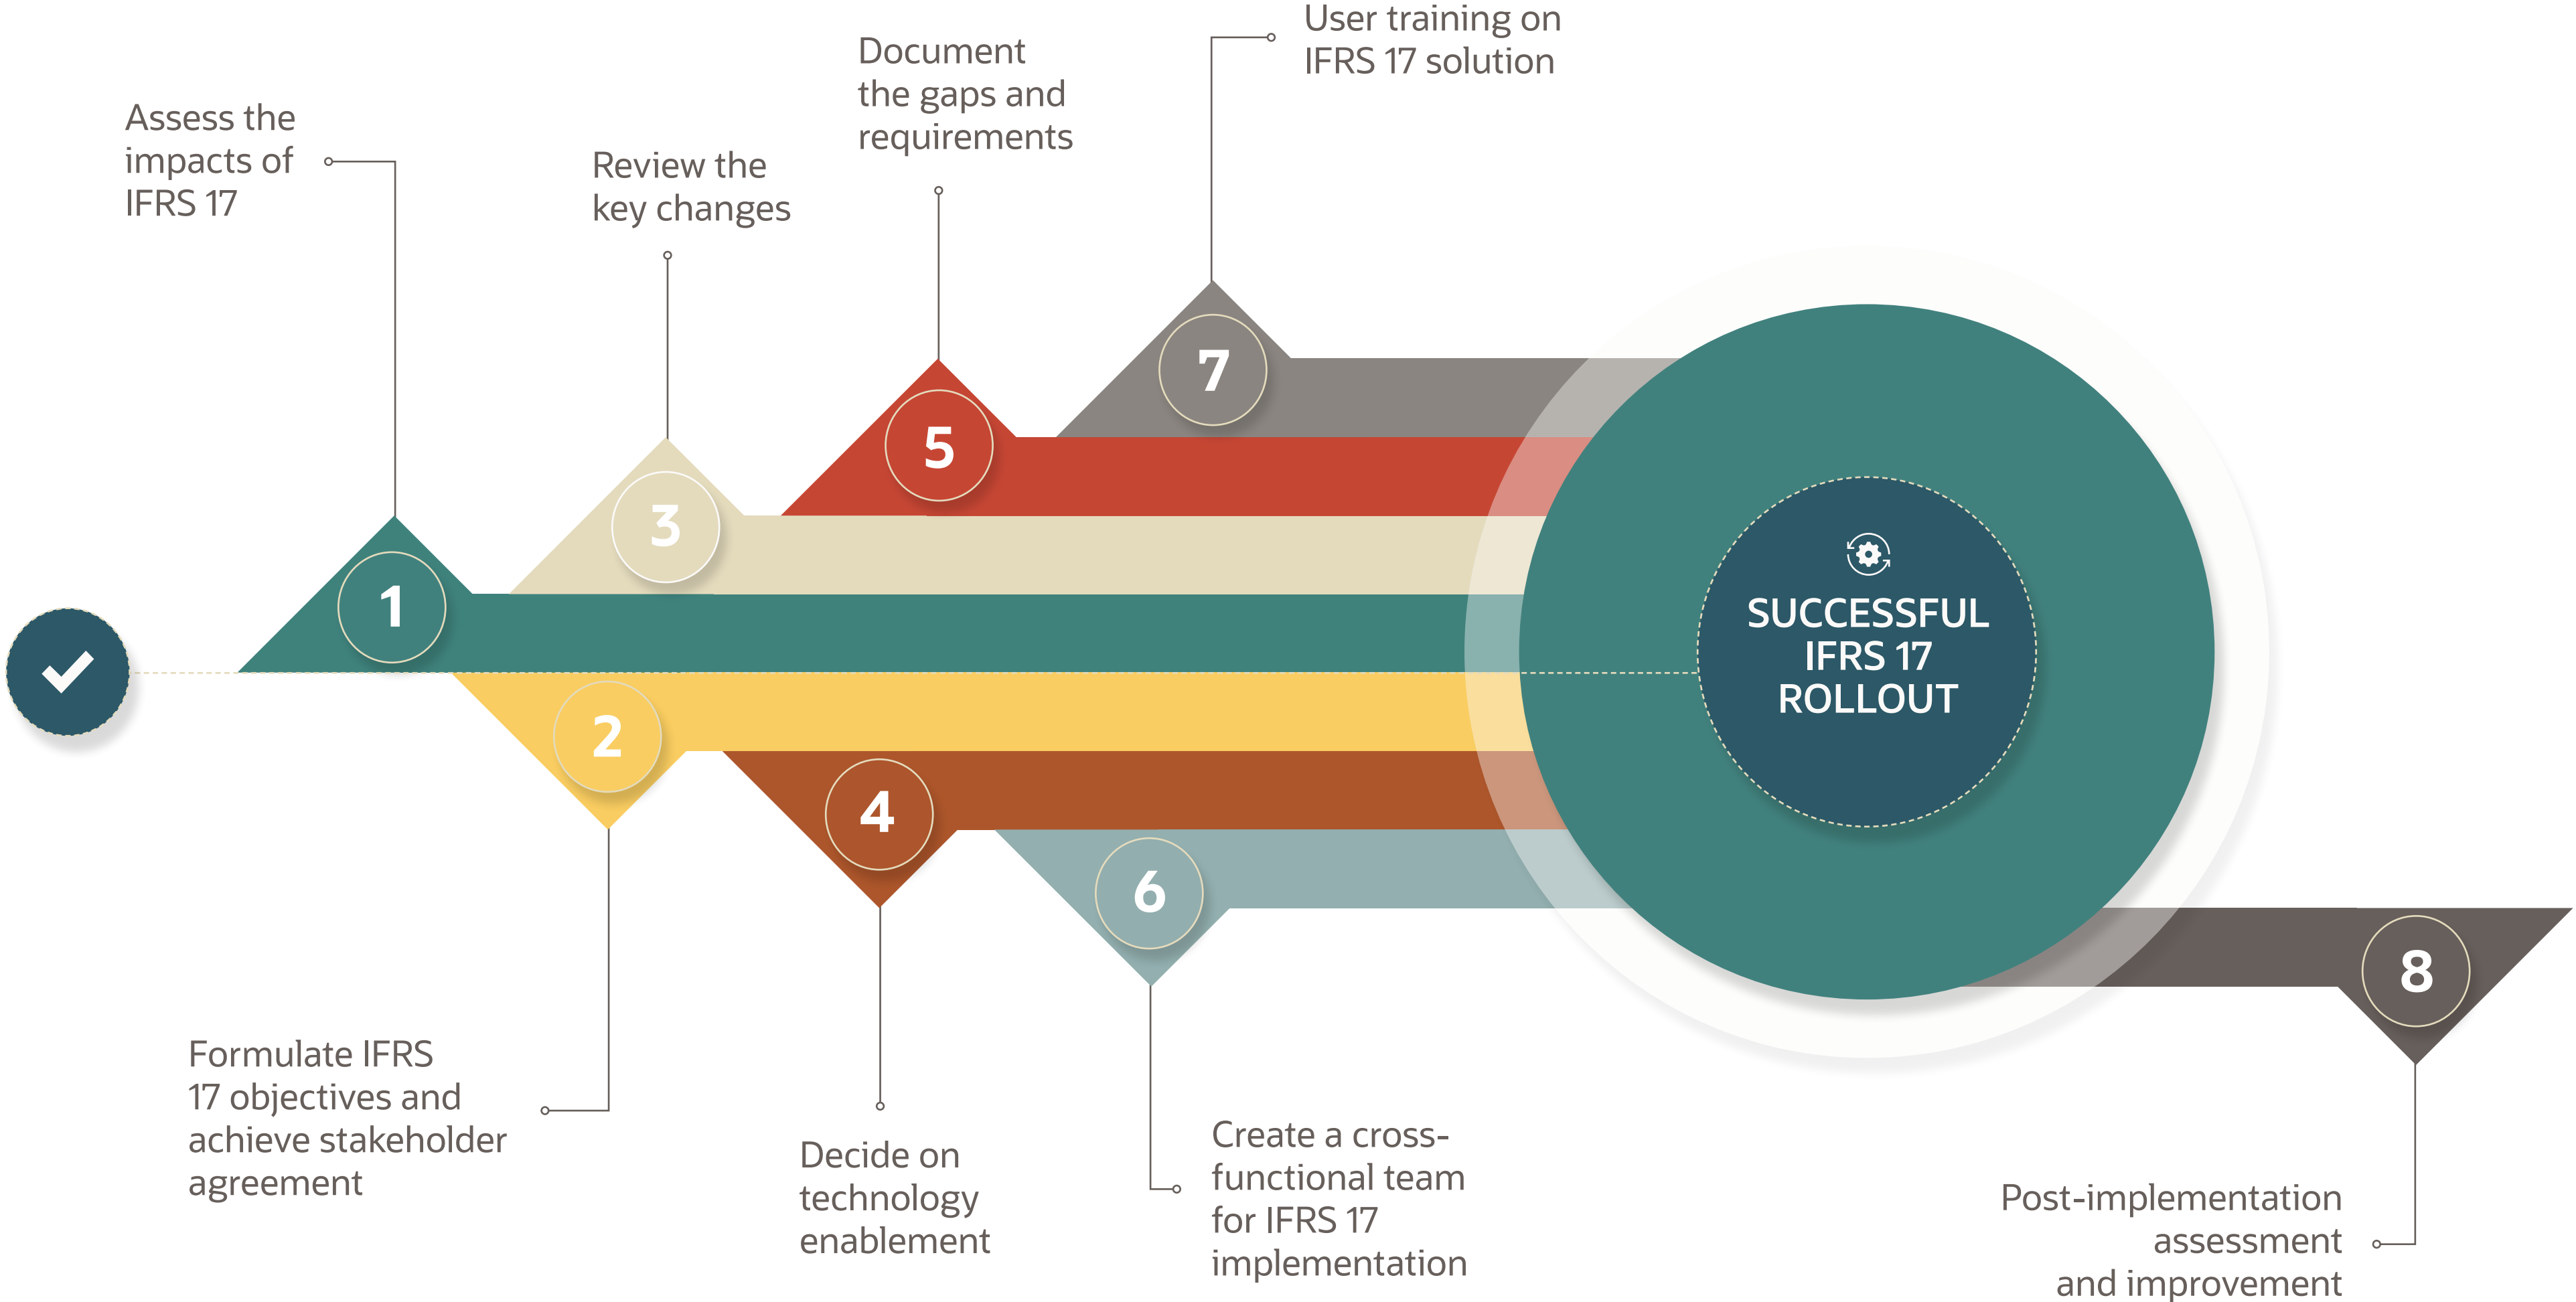 User training on
IFRS 17 solution
Document
the gaps and
requirements
Assess the
impacts of
IFRS 17
Review the
key changes
7
5
3
1
SUCCESSFUL
IFRS 17
ROLLOUT
2
4
6
8
Formulate IFRS
17 objectives and
achieve stakeholder
agreement
Decide on
technology
enablement
Create a cross-
functional team
for IFRS 17
implementation
Post-implementation
assessment
and improvement